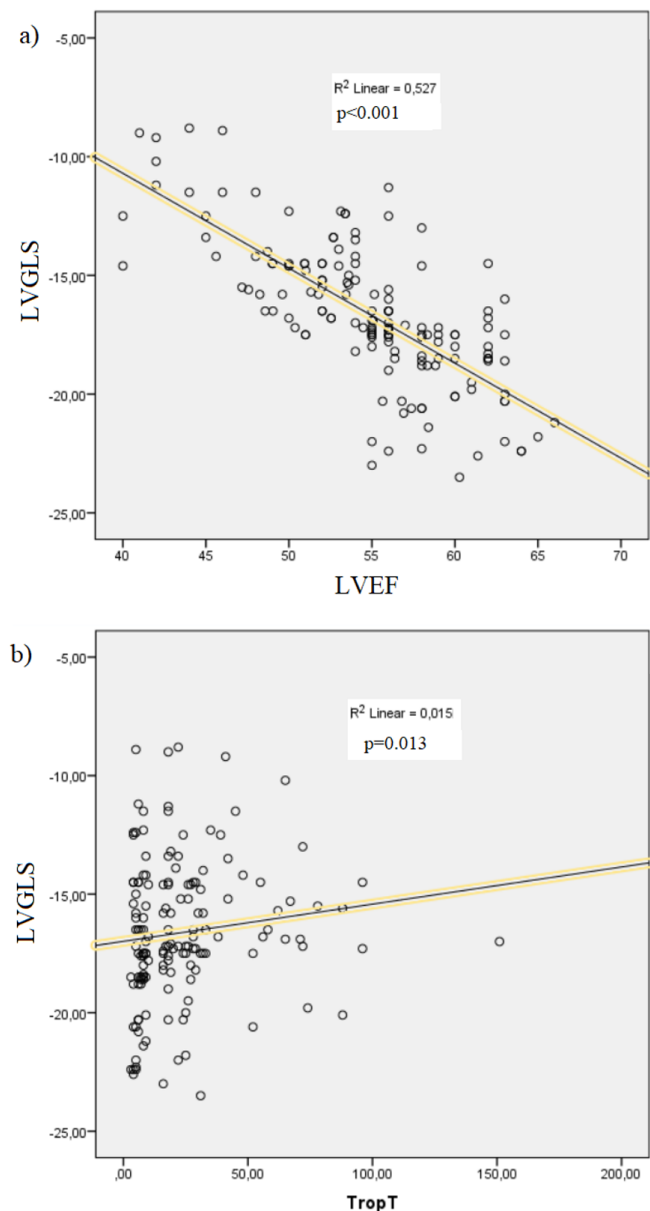 a)
-5,00
R2 Linear = 0,527
p<0.001
-10,00
LVGLS
-15,00
-20,00
-25,00
40 45 50 55 60 65 70
LVEF
b)
-5,00
R2 Linear = 0,015
p=0.013
-10,00
LVGLS
-15,00
-20,00
-25,00
,00 50,00 100,00 150,00 200,00
TropT